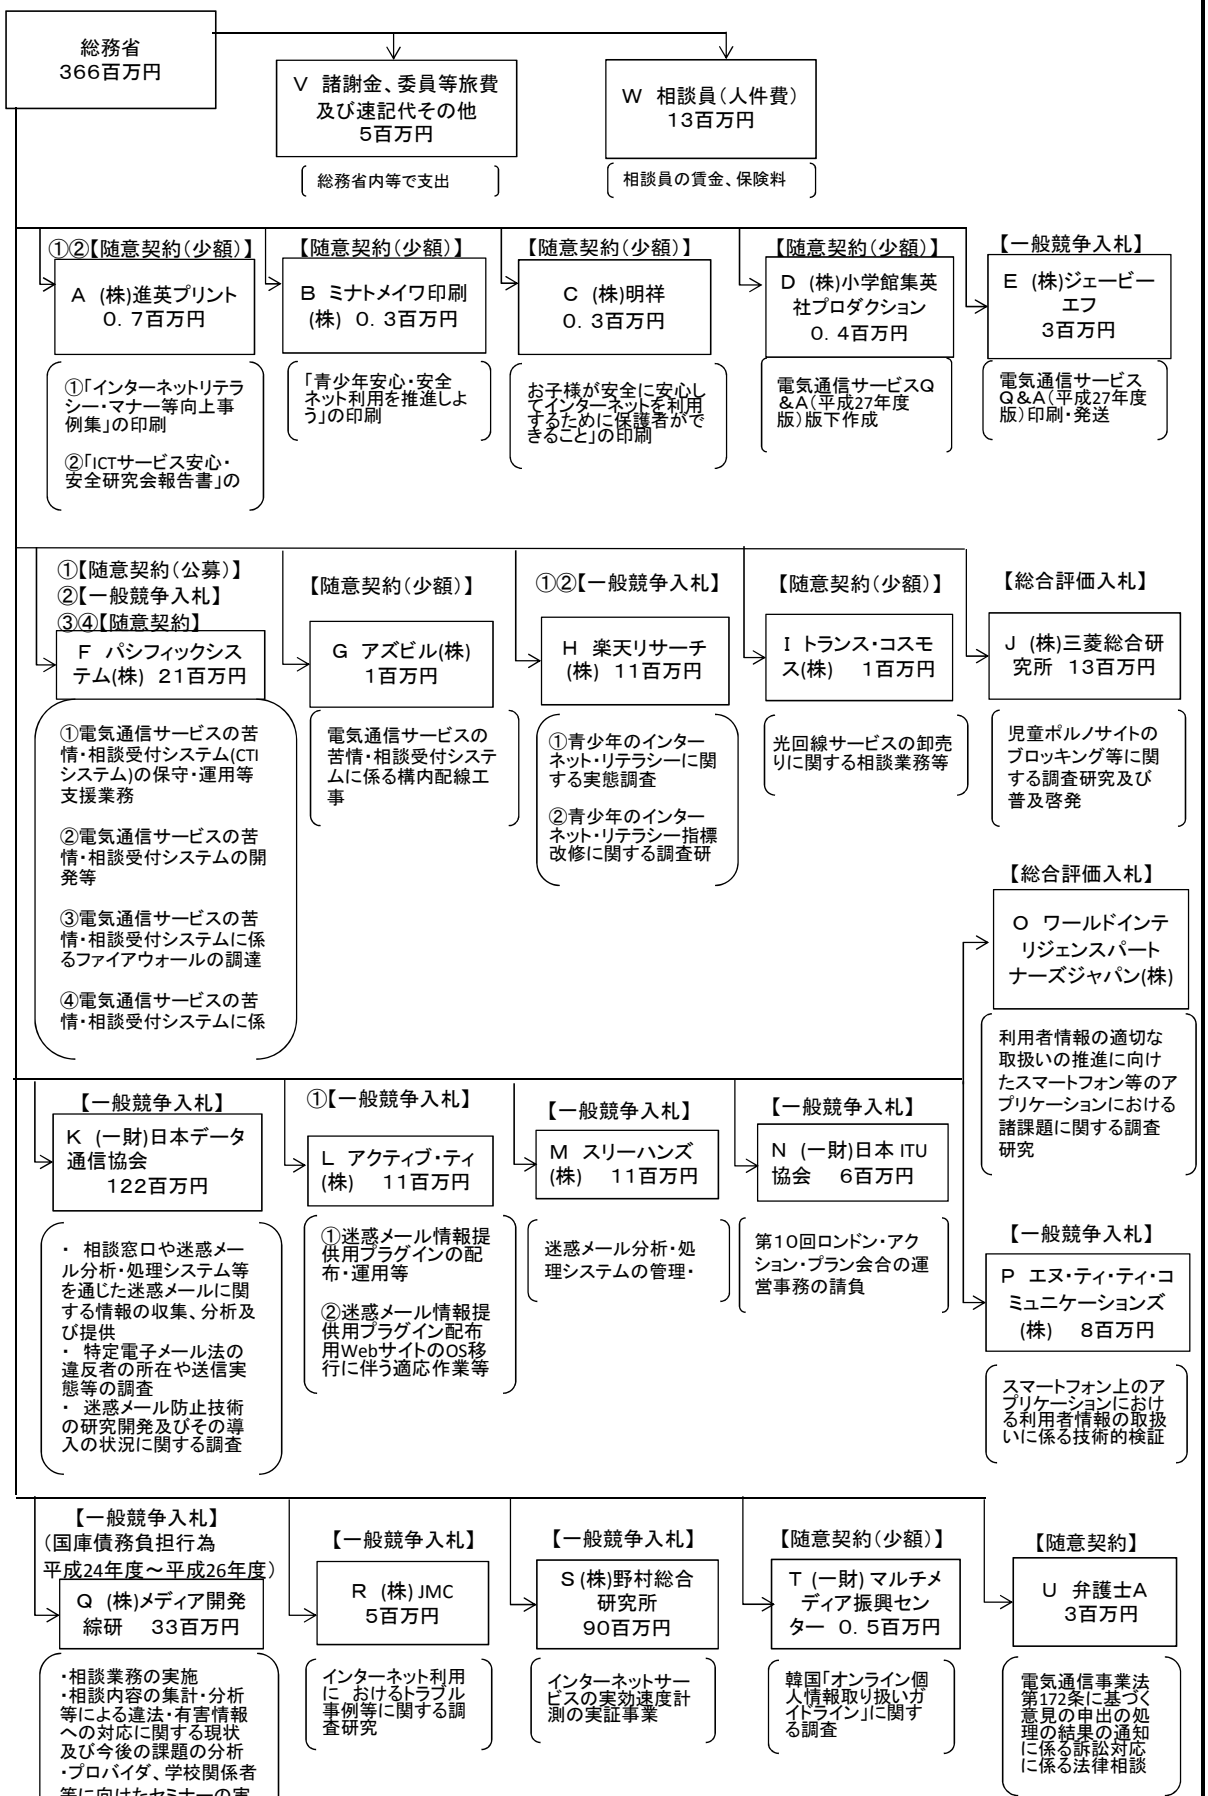 総務省
366百万円
V 諸謝金、委員等旅費
及び速記代その他
5百万円
W 相談員(人件費)
13百万円
総務省内等で支出
相談員の賃金、保険料
①②【随意契約(少額)】
A (株)進英プリント
0.7百万円
①「インターネットリテラ
シー・マナー等向上事
例集」の印刷
②「ICTサービス安心・
安全研究会報告書」の
【随意契約(少額)】
B ミナトメイワ印刷
(株) 0.3百万円
「青少年安心・安全
ネット利用を推進しよ
う」の印刷
【随意契約(少額)】
C (株)明祥
0.3百万円
お子様が安全に安心し
てインターネットを利用
するために保護者がで
きること」の印刷
【随意契約(少額)】
D (株)小学館集英
社プロダクション
0.4百万円
電気通信サービスQ
&A(平成27年度
版)版下作成
【一般競争入札】
E (株)ジェービー
エフ
3百万円
電気通信サービス
Q&A(平成27年度
版)印刷・発送
①【随意契約(公募)】
②【一般競争入札】
③④【随意契約】
F パシフィックシス
テム(株) 21百万円
①電気通信サービスの苦
情・相談受付システム(CTI
システム)の保守・運用等
支援業務
②電気通信サービスの苦
情・相談受付システムの開
発等
③電気通信サービスの苦
情・相談受付システムに係
るファイアウォールの調達
④電気通信サービスの苦
情・相談受付システムに係
【随意契約(少額)】
G アズビル(株)
1百万円
電気通信サービスの
苦情・相談受付システ
ムに係る構内配線工
事
①②【一般競争入札】
H 楽天リサーチ
(株) 11百万円
①青少年のインター
ネット・リテラシーに関
する実態調査
②青少年のインター
ネット・リテラシー指標
改修に関する調査研
【随意契約(少額)】
I トランス・コスモ
ス(株) 1百万円
光回線サービスの卸売
りに関する相談業務等
【総合評価入札】
J (株)三菱総合研
究所 13百万円
児童ポルノサイトの
ブロッキング等に関
する調査研究及び
普及啓発
【総合評価入札】
O ワールドインテ
リジェンスパート
ナーズジャパン(株)
利用者情報の適切な
取扱いの推進に向け
たスマートフォン等のア
プリケーションにおける
諸課題に関する調査
研究
【一般競争入札】
K (一財)日本データ
通信協会
122百万円
・ 相談窓口や迷惑メー
ル分析・処理システム等
を通じた迷惑メールに関
する情報の収集、分析及
び提供
・ 特定電子メール法の
違反者の所在や送信実
態等の調査
・ 迷惑メール防止技術
の研究開発及びその導
入の状況に関する調査
①【一般競争入札】
L アクティブ・ティ
(株) 11百万円
①迷惑メール情報提
供用プラグインの配
布・運用等
②迷惑メール情報提
供用プラグイン配布
用WebサイトのOS移
行に伴う適応作業等
【一般競争入札】
M スリーハンズ
(株) 11百万円
迷惑メール分析・処
理システムの管理・
【一般競争入札】
N (一財)日本 ITU
協会 6百万円
第10回ロンドン・アク
ション・プラン会合の運
営事務の請負
【一般競争入札】
P エヌ・ティ・ティ・コ
ミュニケーションズ
(株) 8百万円
スマートフォン上のア
プリケーションにおけ
る利用者情報の取扱
いに係る技術的検証
【一般競争入札】
(国庫債務負担行為
平成24年度～平成26年度)
Q (株)メディア開発
綜研 33百万円
・相談業務の実施
・相談内容の集計・分析
等による違法・有害情報
への対応に関する現状
及び今後の課題の分析
・プロバイダ、学校関係者
等に向けたセミナーの実
【一般競争入札】
R (株)JMC
5百万円
インターネット利用
に おけるトラブル
事例等に関する調
査研究
【一般競争入札】
S (株)野村総合
研究所
90百万円
インターネットサー
ビスの実効速度計
測の実証事業
【随意契約(少額)】
T (一財)マルチメ
ディア振興セン
ター 0.5百万円
韓国「オンライン個
人情報取り扱いガ
イドライン」に関す
る調査
【随意契約】
U 弁護士A
3百万円
電気通信事業法
第172条に基づく
意見の申出の処
理の結果の通知
に係る訴訟対応
に係る法律相談